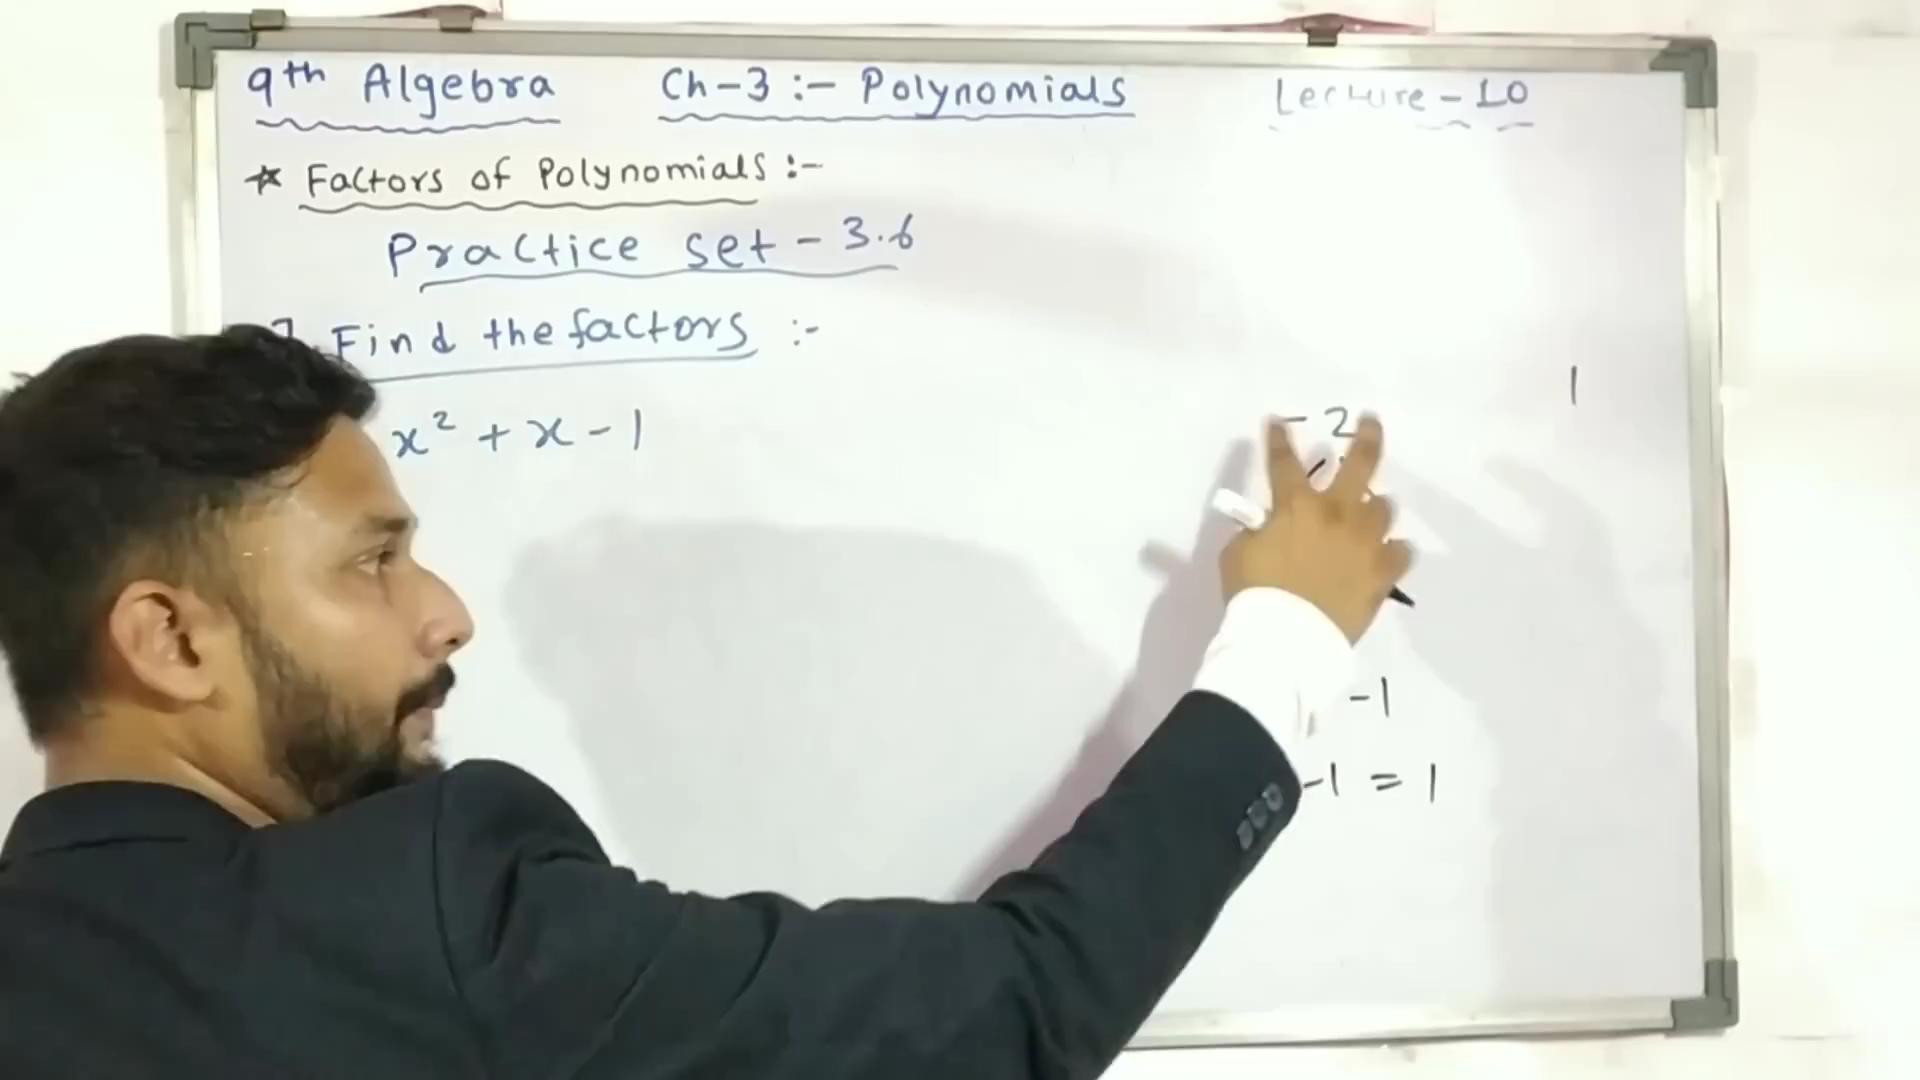 9th Algebra Ch-3 :- Polynomials Lecture - 10
* Factors of Polynomials :-
Practice set - 3.6
Find the factors :-
x² + x - 1
1
- 2
-1
-1 = 1